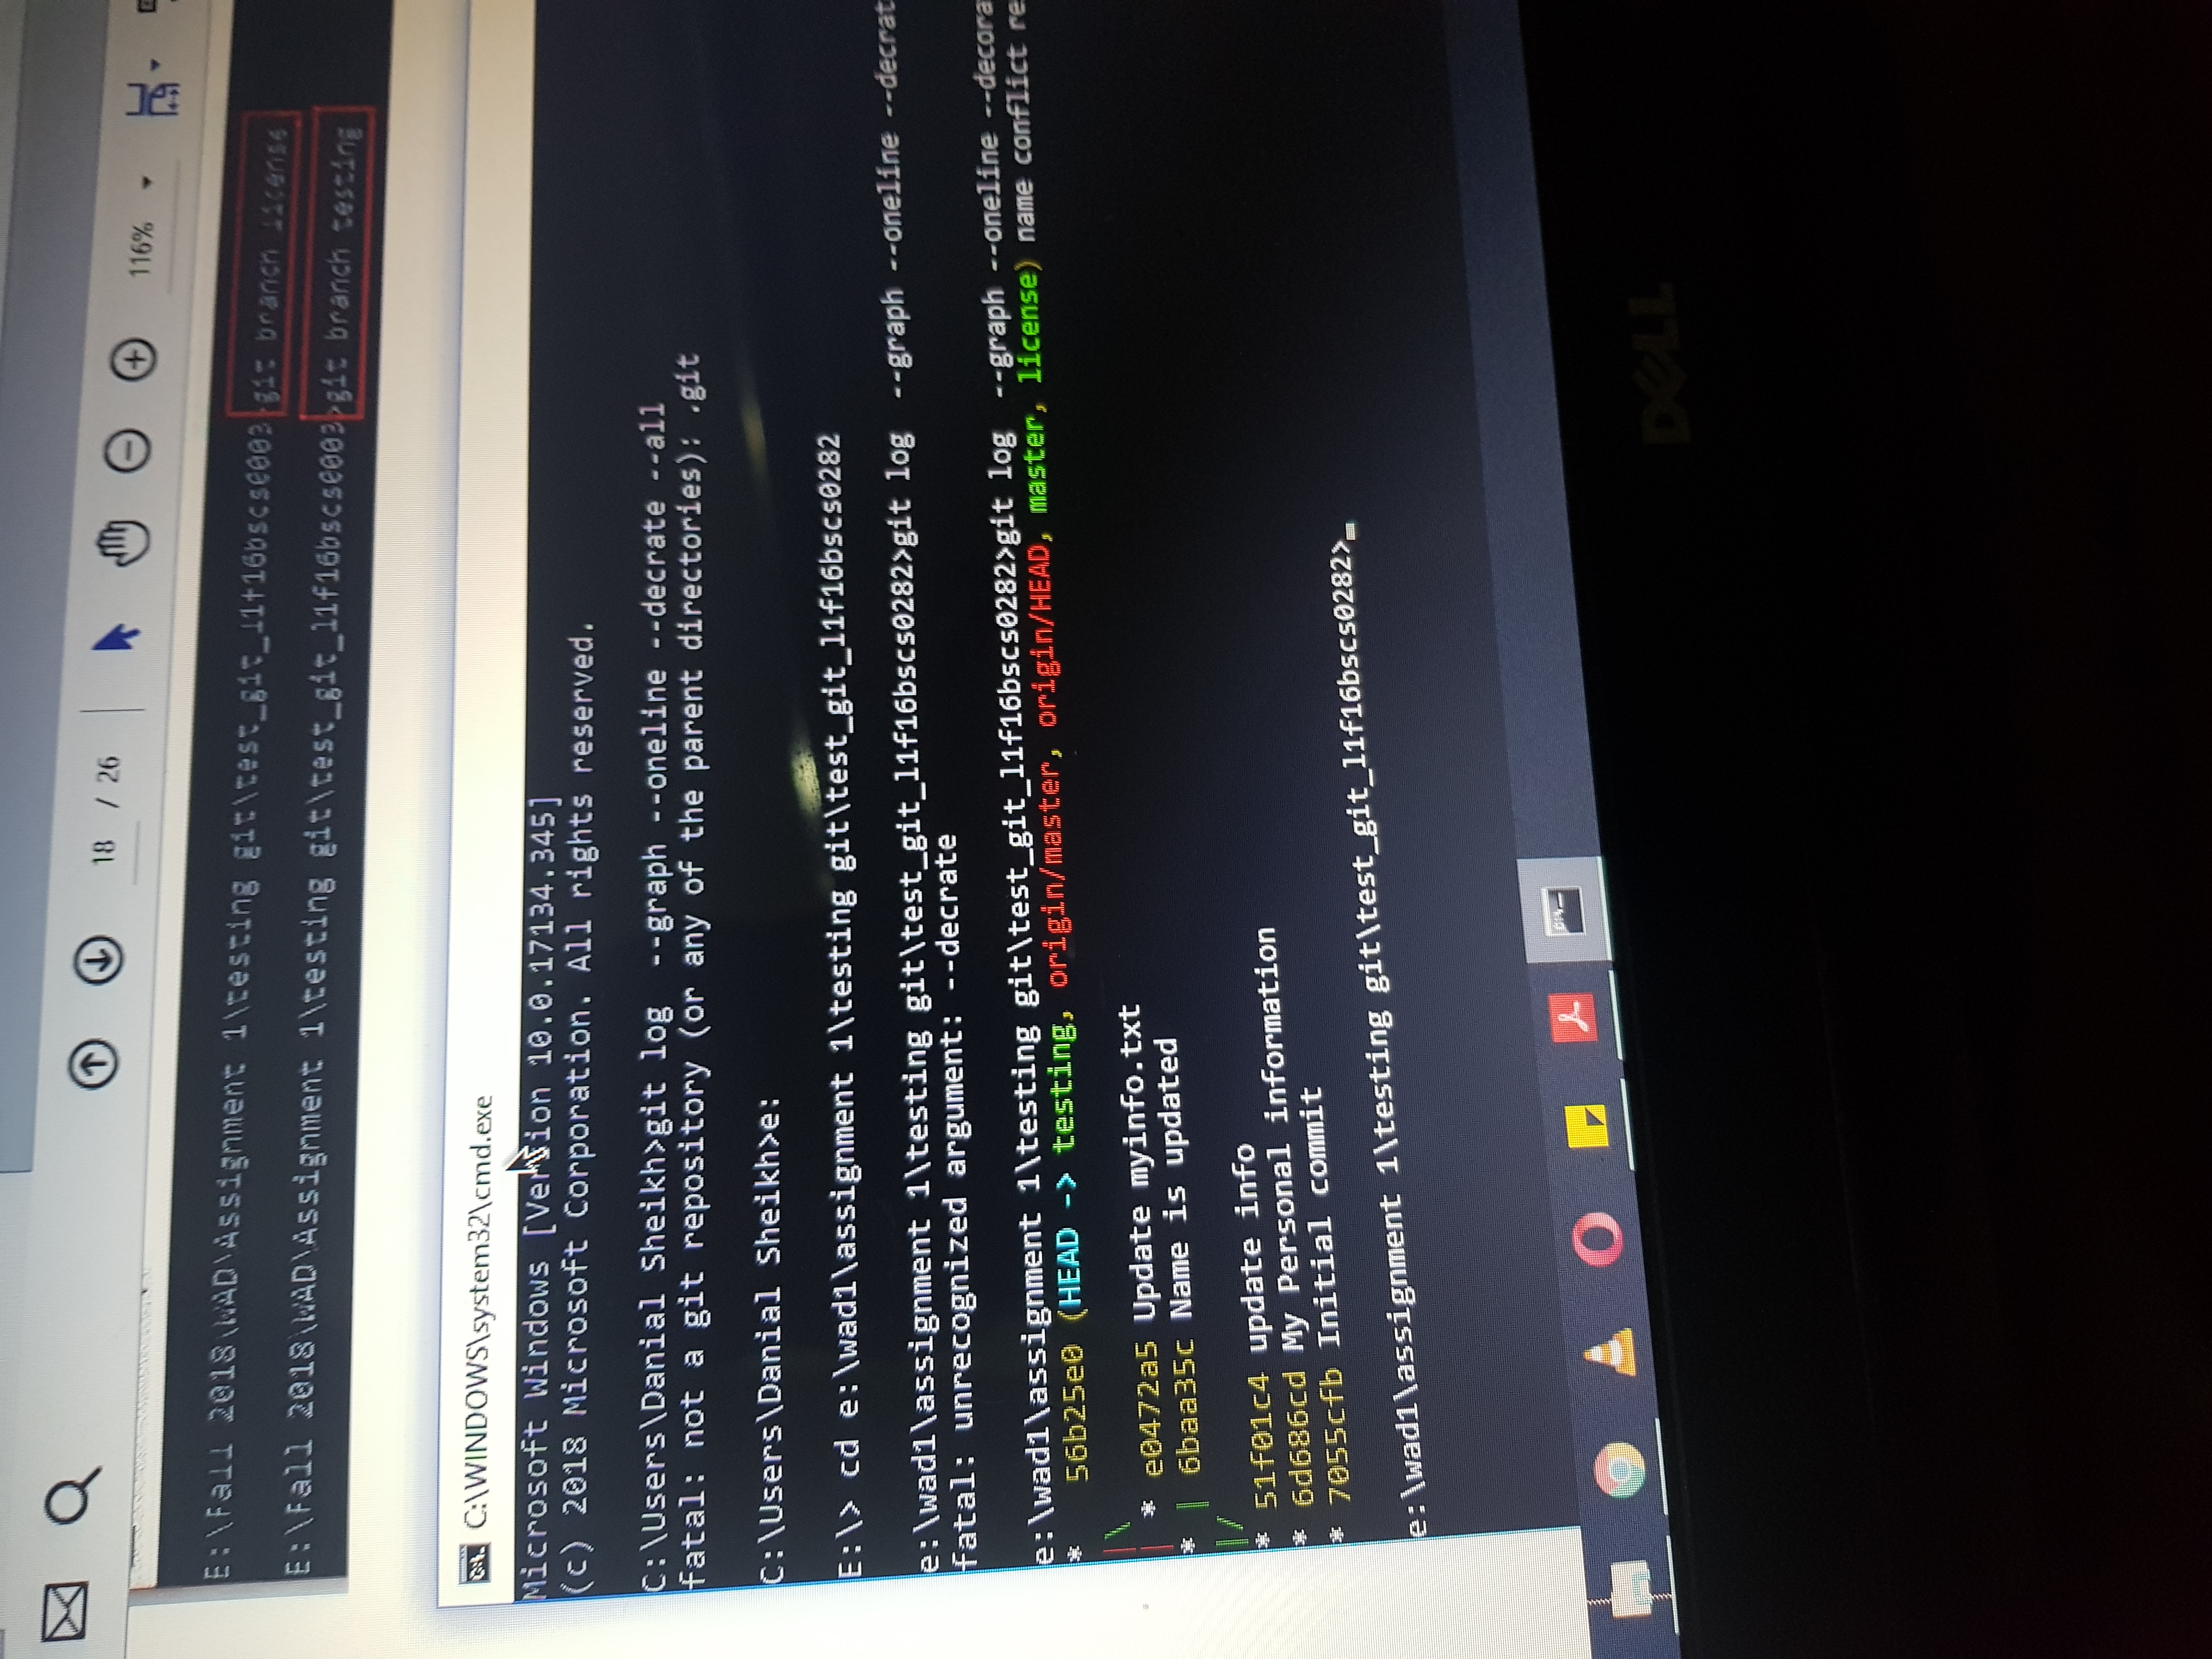 18 / 26
116%
E:\Fall 2018\WAD\Assignment 1\testing git\test_git_l1f16bscs0003>git branch license
E:\Fall 2018\WAD\Assignment 1\testing git\test_git_l1f16bscs0003>git branch testing
C:\WINDOWS\system32\cmd.exe
Microsoft Windows [Version 10.0.17134.345]
(c) 2018 Microsoft Corporation. All rights reserved.
C:\Users\Danial Sheikh>git log  --graph --oneline --decrate --all
fatal: not a git repository (or any of the parent directories): .git
C:\Users\Danial Sheikh>e:
E:\> cd e:\wad1\assignment 1\testing git\test_git_l1f16bscs0282
e:\wad1\assignment 1\testing git\test_git_l1f16bscs0282>git log  --graph --oneline --decrat
fatal: unrecognized argument: --decrate
e:\wad1\assignment 1\testing git\test_git_l1f16bscs0282>git log  --graph --oneline --decora
*   56b25e0 (HEAD -> testing, origin/master, origin/HEAD, master, license) name conflict re
|\
| * e0472a5 Update myinfo.txt
* | 6baa35c Name is updated
|/
* 51f01c4 update info
* 6d686cd My Personal information
* 7055cfb Initial commit
e:\wad1\assignment 1\testing git\test_git_l1f16bscs0282>_
DELL